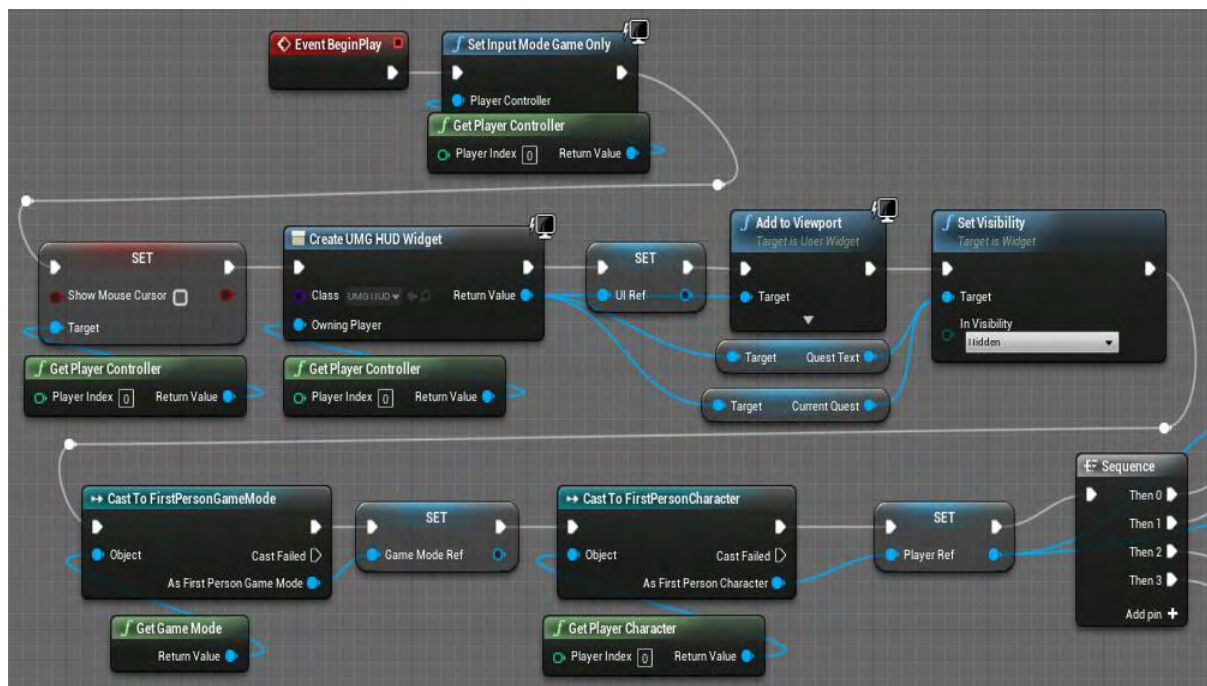 Event BeginPlay
Set Input Mode Game Only
Player Controller
Get Player Controller
Player Index 0 Return Value
SET
Show Mouse Cursor
Target
Get Player Controller
Player Index 0 Return Value
Create UMG HUD Widget
Class UMG HUD Return Value
Owning Player
Get Player Controller
Player Index 0 Return Value
SET
UI Ref
Add to Viewport
Target is User Widget
Target
Target Quest Text
Target Current Quest
Set Visibility
Target is Widget
Target
In Visibility
Hidden
Cast To FirstPersonGameMode
Object Cast Failed
As First Person Game Mode
Get Game Mode
Return Value
SET
Game Mode Ref
Cast To FirstPersonCharacter
Object Cast Failed
As First Person Character
Get Player Character
Player Index 0 Return Value
SET
Player Ref
Sequence
Then 0
Then 1
Then 2
Then 3
Add pin +